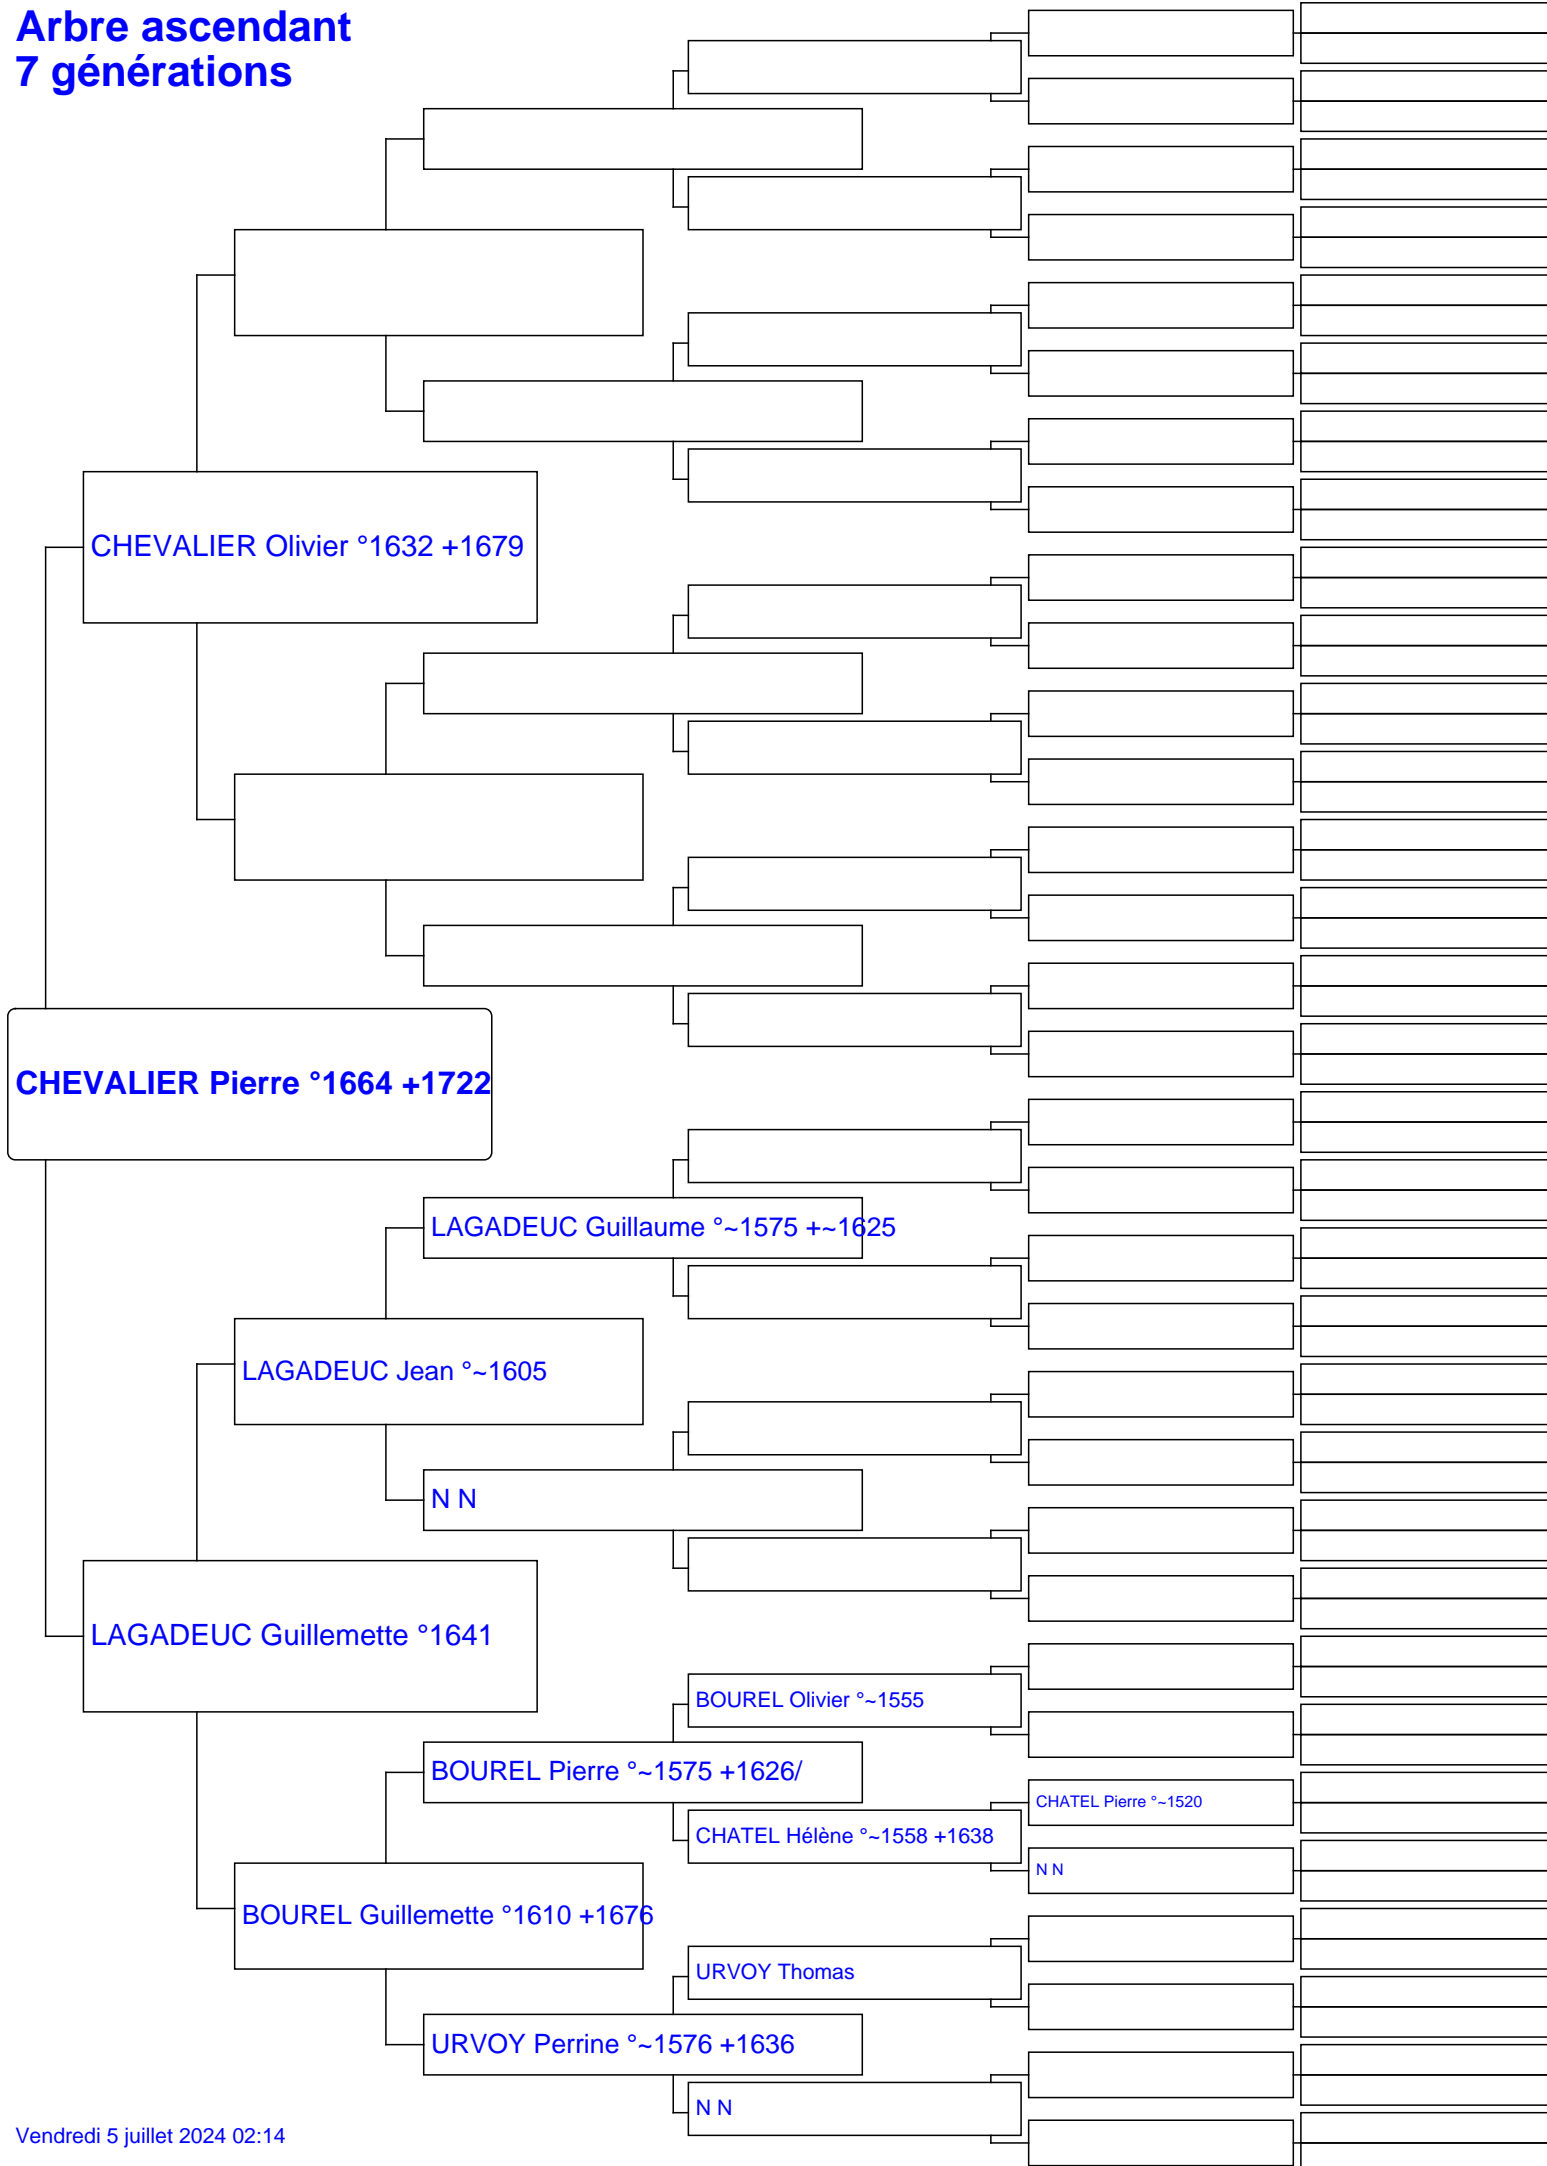 Arbre ascendant
7 générations
CHEVALIER Olivier °1632 +1679
CHEVALIER Pierre °1664 +1722
LAGADEUC Guillaume °~1575 +~1625
LAGADEUC Jean °~1605
N N
LAGADEUC Guillemette °1641
BOUREL Olivier °~1555
BOUREL Pierre °~1575 +1626/
CHATEL Pierre °~1520
CHATEL Hélène °~1558 +1638
N N
BOUREL Guillemette °1610 +1676
URVOY Thomas
URVOY Perrine °~1576 +1636
N N
Vendredi 5 juillet 2024 02:14